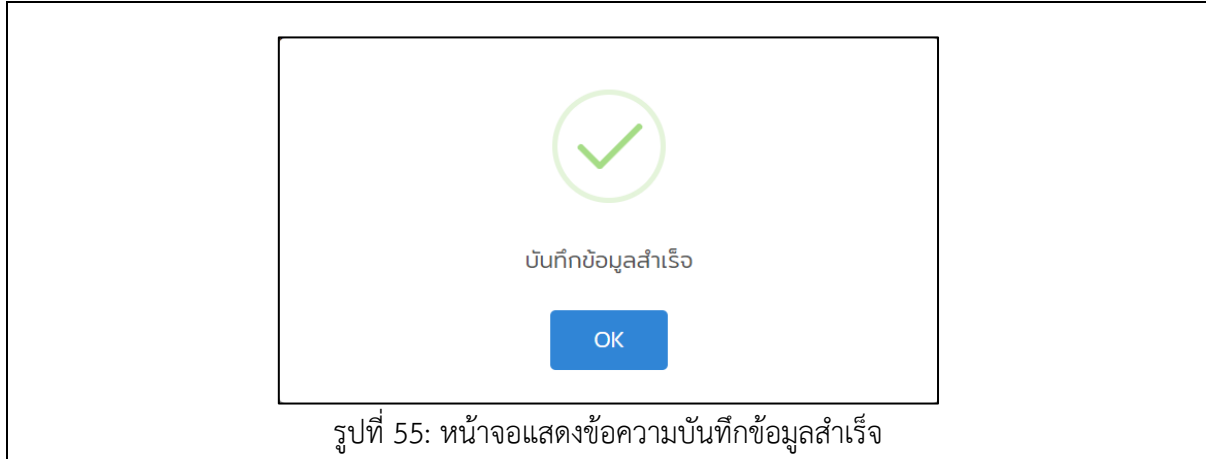 บันทึกข้อมูลสำเร็จ
OK
รูปที่ 55: หน้าจอแสดงข้อความบันทึกข้อมูลสำเร็จ